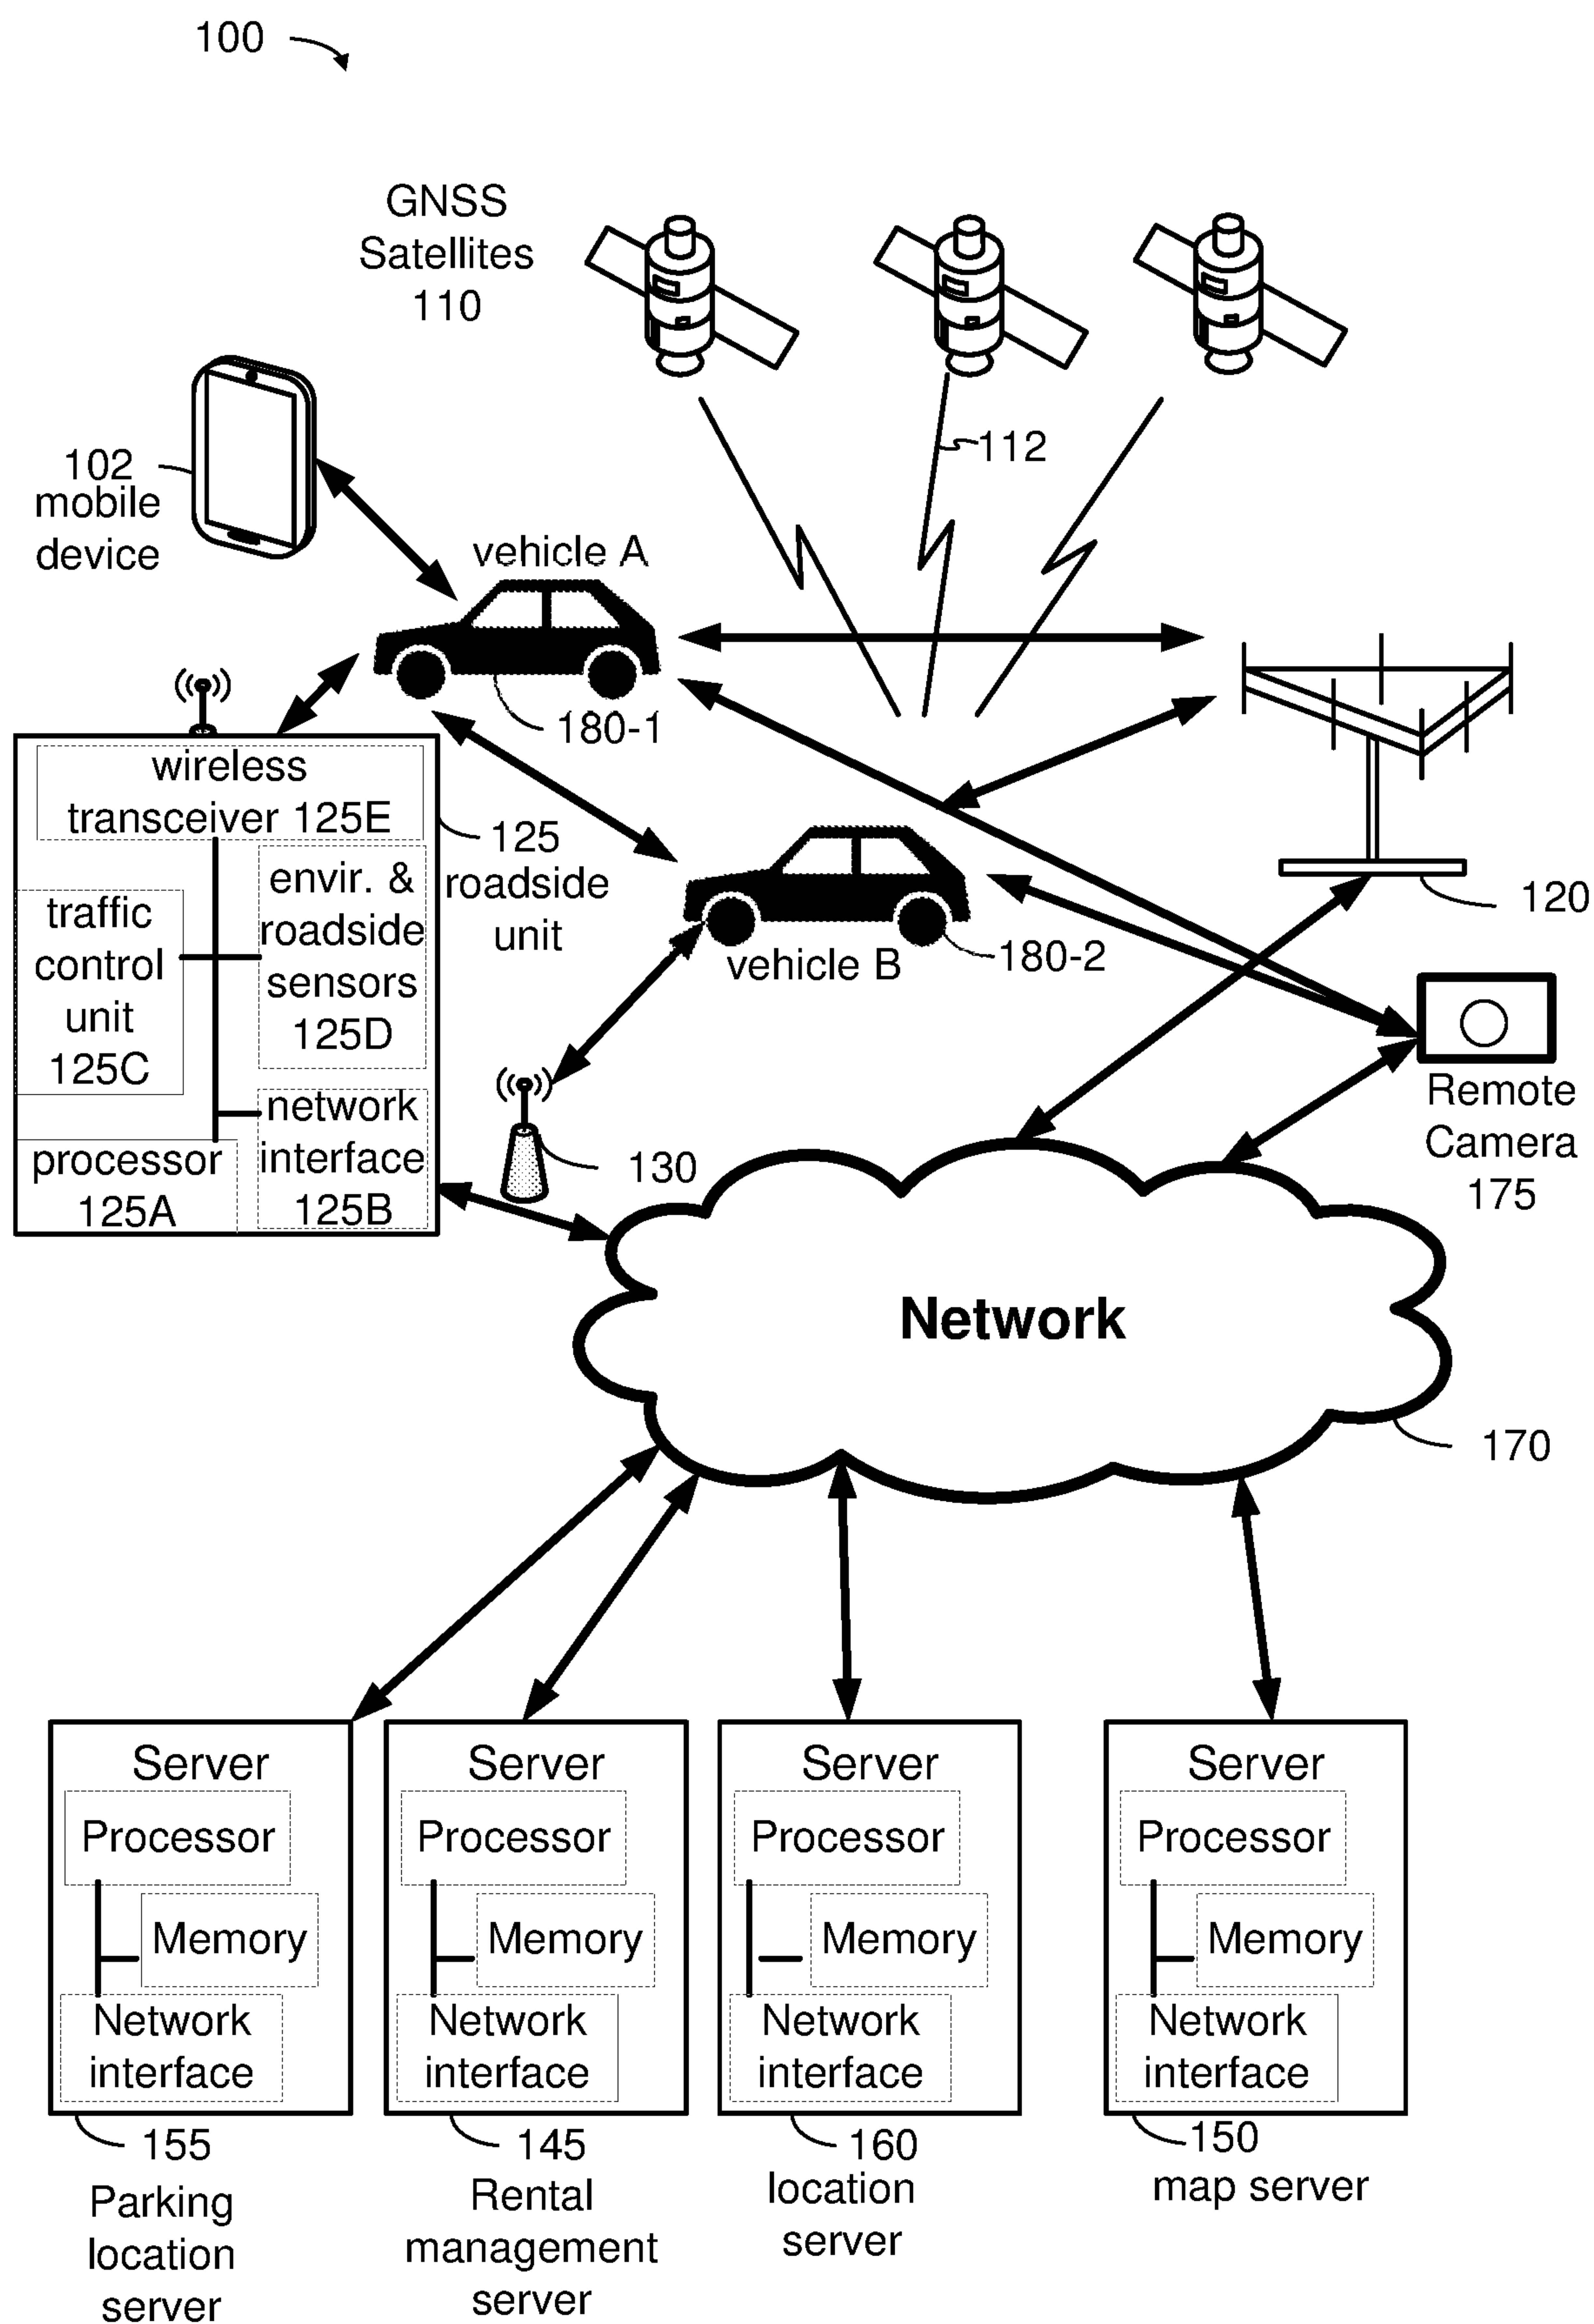 100
GNSS
Satellites
110
112
102
mobile
device
vehicle A
180-1
wireless
transceiver 125E
125
roadside
unit
envir. &
roadside
sensors
125D
traffic
control
unit
125C
network
interface
125B
processor
125A
vehicle B
180-2
120
130
Remote
Camera
175
Network
170
Server
Processor
Memory
Network
interface
155
Parking
location
server
Server
Processor
Memory
Network
interface
145
Rental
management
server
Server
Processor
Memory
Network
interface
160
location
server
Server
Processor
Memory
Network
interface
150
map server